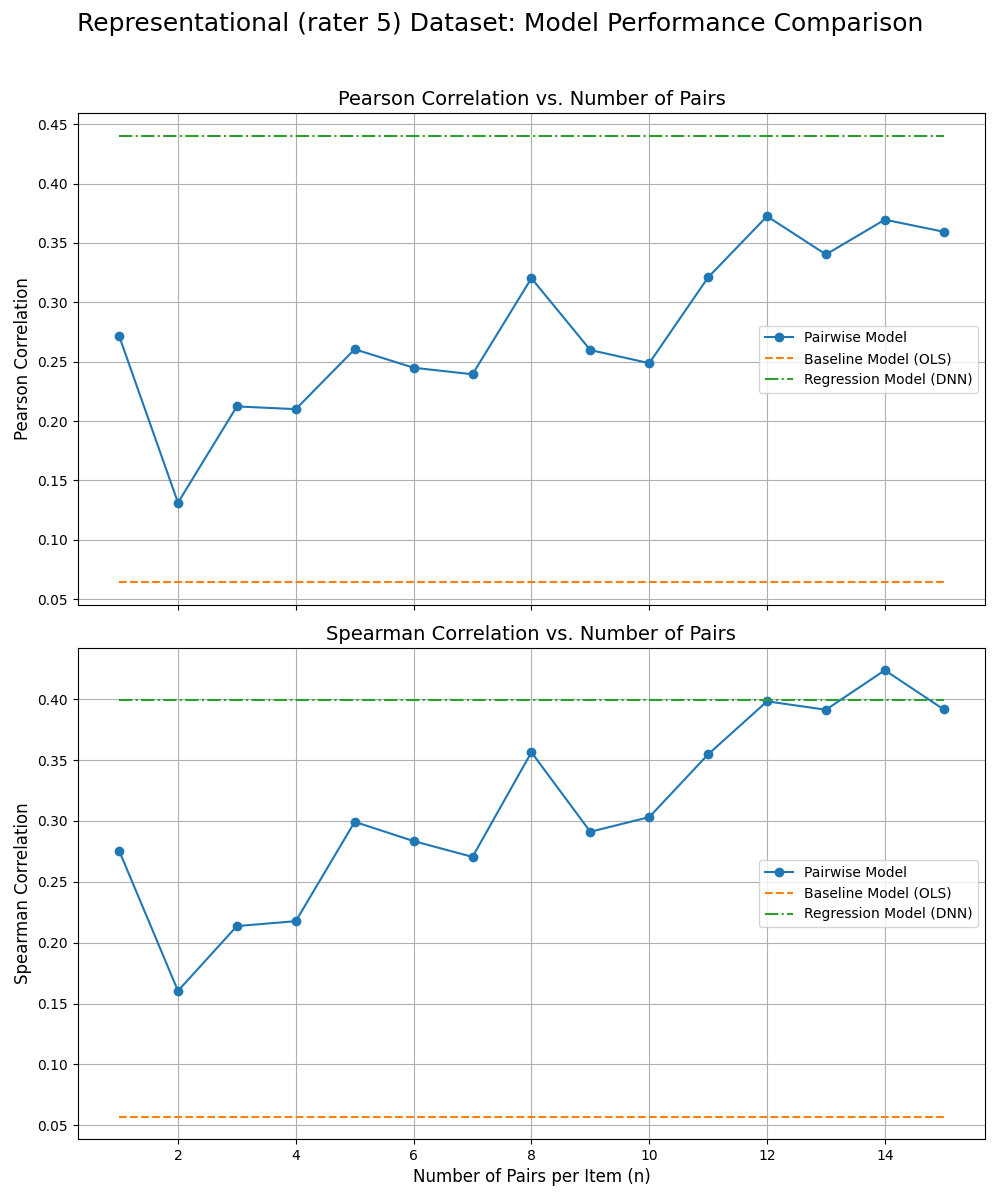 Representational (rater 5) Dataset: Model Performance Comparison
Pearson Correlation vs. Number of Pairs
Pearson Correlation
0.45
0.40
0.35
0.30
0.25
0.20
0.15
0.10
0.05
Pairwise Model
Baseline Model (OLS)
Regression Model (DNN)
Spearman Correlation vs. Number of Pairs
Spearman Correlation
0.40
0.35
0.30
0.25
0.20
0.15
0.10
0.05
Pairwise Model
Baseline Model (OLS)
Regression Model (DNN)
2 4 6 8 10 12 14
Number of Pairs per Item (n)